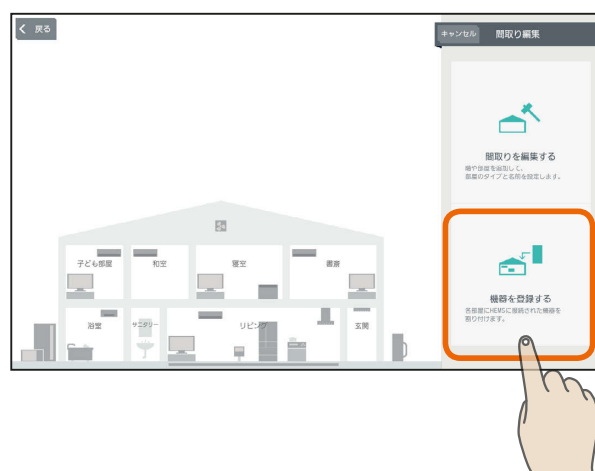 戻る
キャンセル
間取り編集
間取りを編集する
階や部屋を追加して、
部屋のタイプと名前を設定します。
子ども部屋
和室
寝室
書斎
機器を登録する
各部屋にHEMSに接続された機器を
割り付けます。
浴室
サニタリー
リビング
玄関